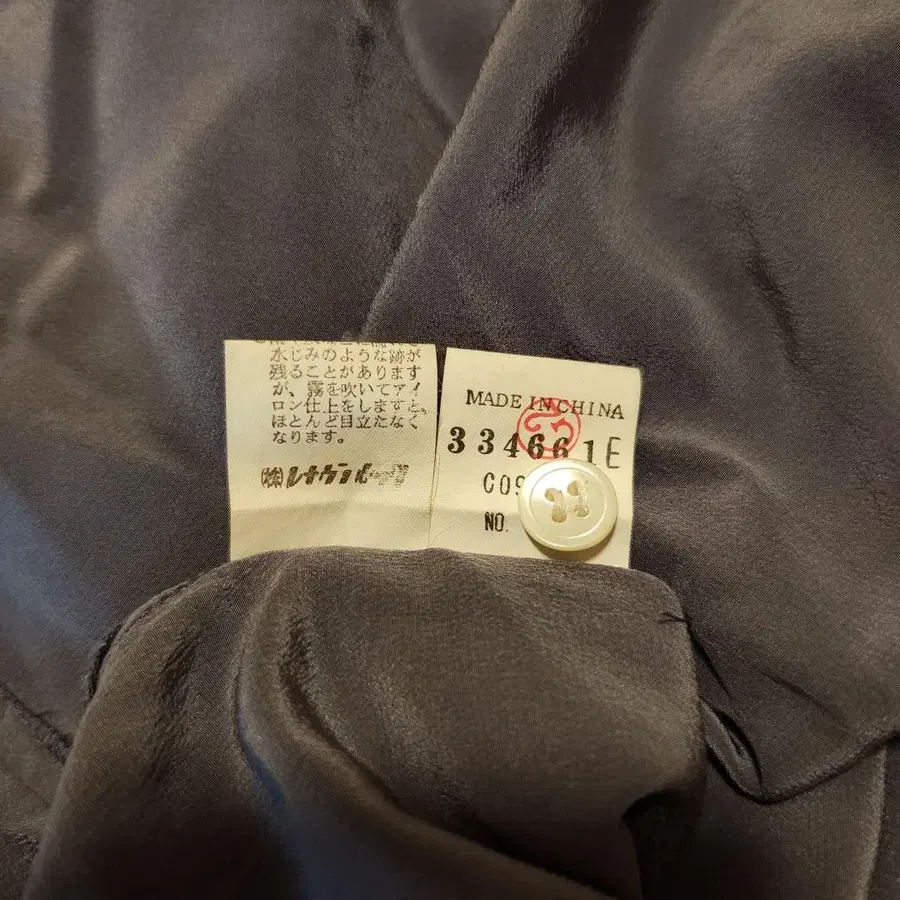 水じみのような跡が
残ることがあります
が、霧を吹いてアイ
ロン仕上をしますと、
ほとんど目立たなく
なります。
㈱レナウンルック
MADE IN CHINA
334661E
COS
NO.